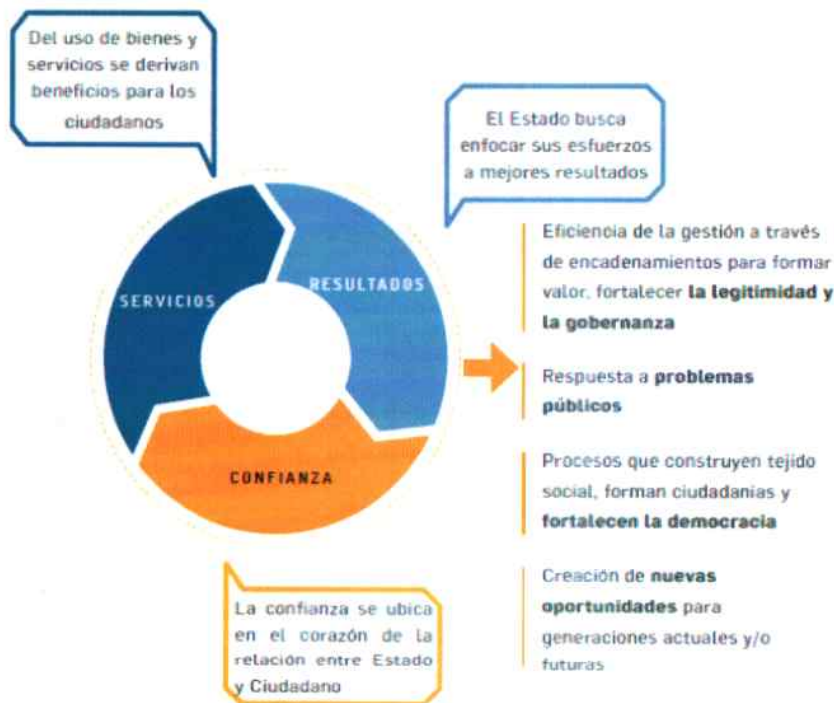 Del uso de bienes y
servicios se derivan
beneficios para los
ciudadanos
El Estado busca
enfocar sus esfuerzos
a mejores resultados
SERVICIOS
RESULTADOS
CONFIANZA
Eficiencia de la gestión a través
de encadenamientos para formar
valor, fortalecer la legitimidad y
la gobernanza
Respuesta a problemas
públicos
Procesos que construyen tejido
social, forman ciudadanías y
fortalecen la democracia
Creación de nuevas
oportunidades para
generaciones actuales y/o
futuras
La confianza se ubica
en el corazón de la
relación entre Estado
y Ciudadano